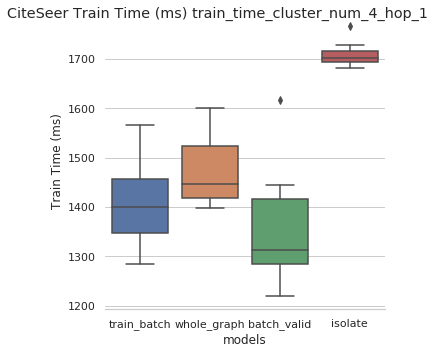 CiteSeer Train Time (ms) train_time_cluster_num_4_hop_1
1700
1600
1500
1400
1300
1200
Train Time (ms)
train_batch whole_graph batch_valid isolate
models